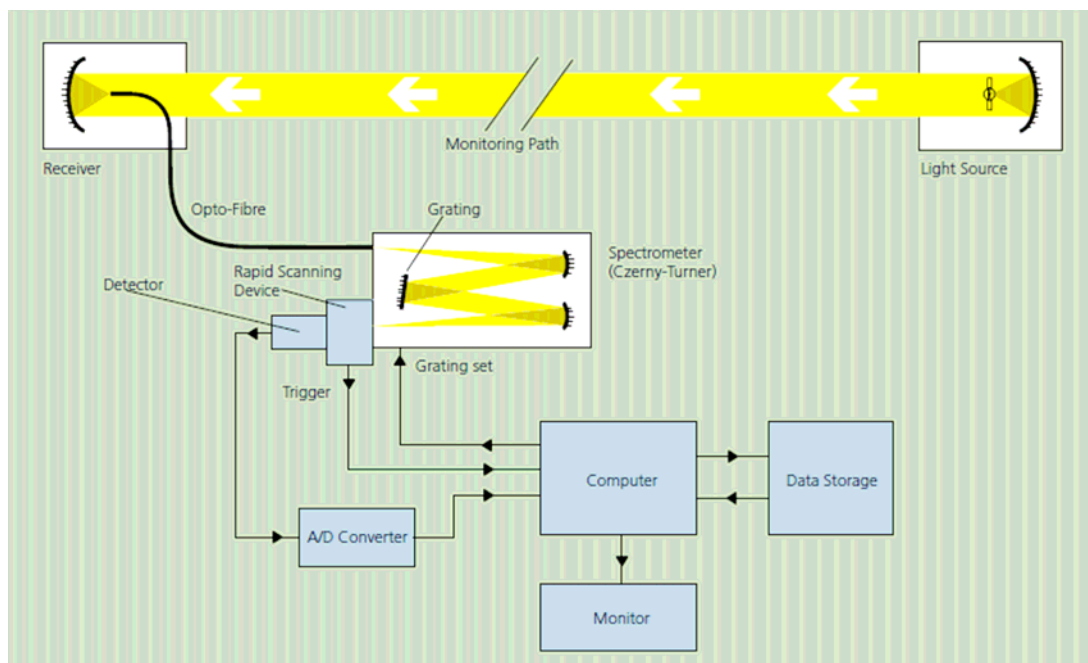 Monitoring Path
Receiver
Light Source
Opto-Fibre
Grating
Spectrometer
(Czerny-Turner)
Rapid Scanning
Device
Detector
Grating set
Trigger
Computer
Data Storage
A/D Converter
Monitor